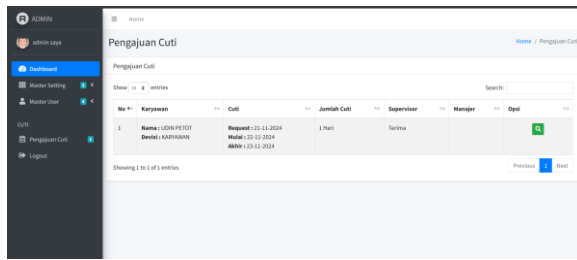 ADMIN
Home
admin saya
Pengajuan Cuti
Home / Pengajuan Cuti
Dashboard
Master Setting
Master User
CUTI
Pengajuan Cuti
Logout
Pengajuan Cuti
Show 10 entries
Search:
No Karyawan Cuti Jumlah Cuti Supervisor Manajer Opsi
1 Nama : UDIN PETOT Request : 21-11-2024 1 Hari Terima
Devisi : KARYAWAN Mulai : 22-11-2024
Akhir : 23-11-2024
Showing 1 to 1 of 1 entries
Previous 1 Next